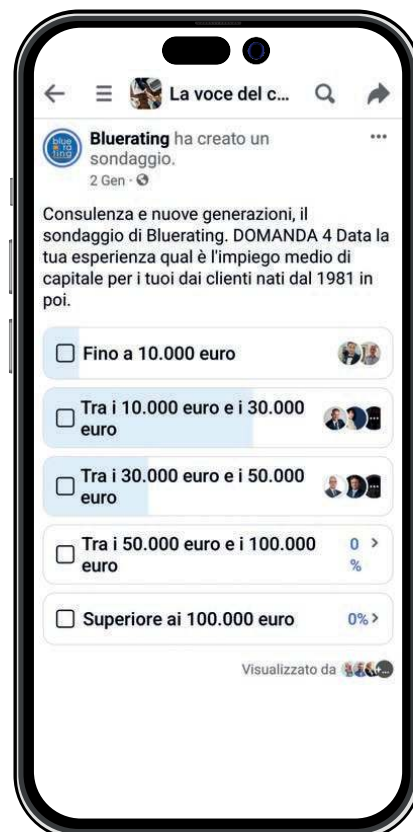 La voce del c...
blue
ra
ting
Bluerating ha creato un
sondaggio.
2 Gen ·
Consulenza e nuove generazioni, il
sondaggio di Bluerating. DOMANDA 4 Data la
tua esperienza qual è l'impiego medio di
capitale per i tuoi dai clienti nati dal 1981 in
poi.
Fino a 10.000 euro
Tra i 10.000 euro e i 30.000
euro
Tra i 30.000 euro e i 50.000
euro
Tra i 50.000 euro e i 100.000
euro
0
%
Superiore ai 100.000 euro
0%
Visualizzato da
+...